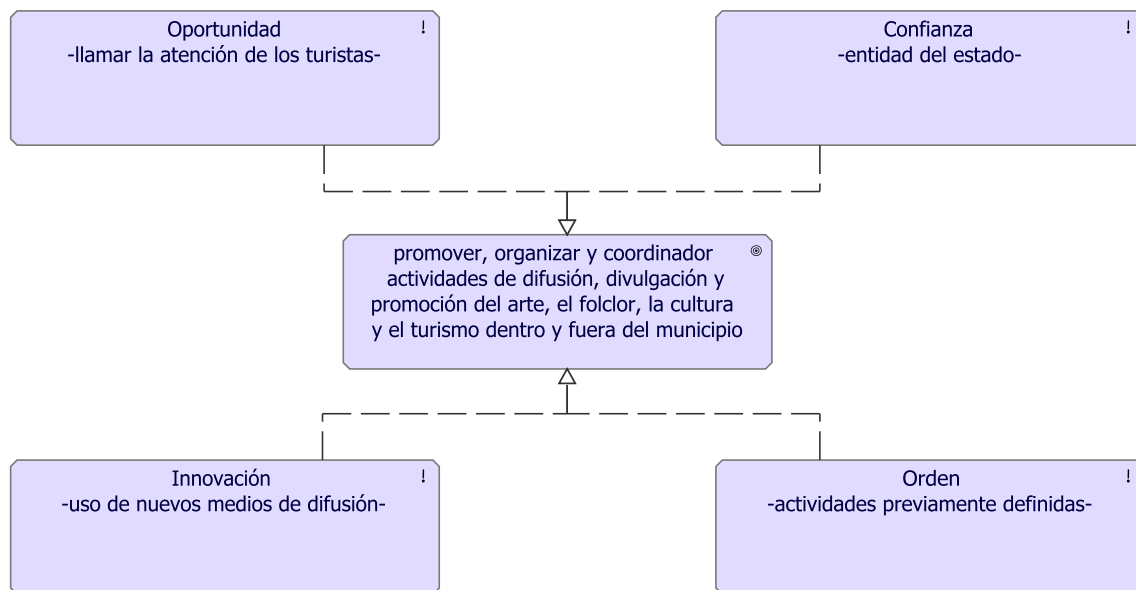 Oportunidad !
-llamar la atención de los turistas-
Confianza !
-entidad del estado-
promover, organizar y coordinador
actividades de difusión, divulgación y
promoción del arte, el folclor, la cultura
y el turismo dentro y fuera del municipio
Innovación !
-uso de nuevos medios de difusión-
Orden !
-actividades previamente definidas-